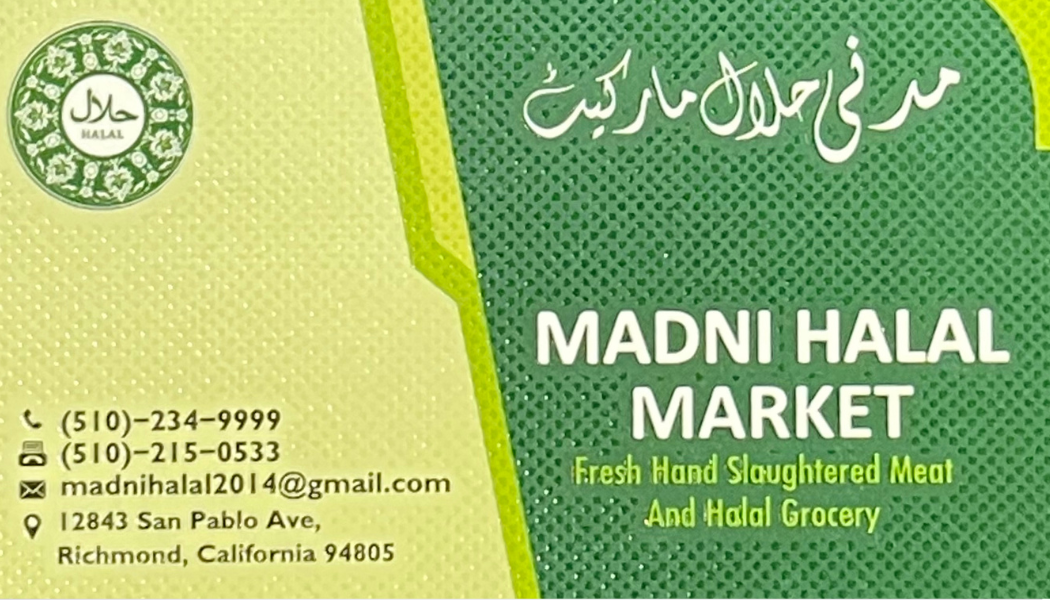 حلال
HALAL
(510)-234-9999
(510)-215-0533
madnihalal2014@gmail.com
12843 San Pablo Ave,
Richmond, California 94805
مدنی حلال مارکیٹ
MADNI HALAL
MARKET
Fresh Hand Slaughtered Meat
And Halal Grocery